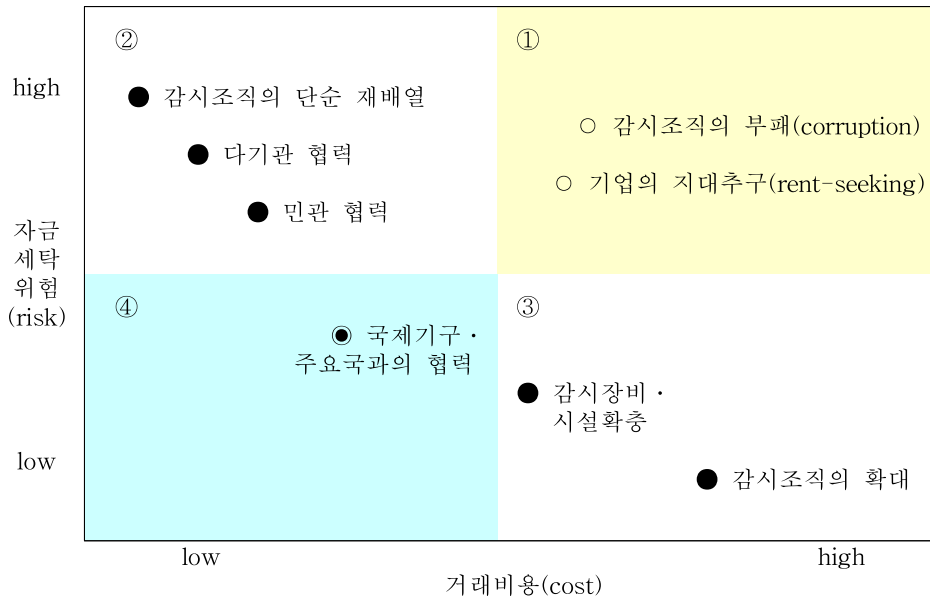 ②
①
high
감시조직의 단순 재배열
감시조직의 부패(corruption)
다기관 협력
기업의 지대추구(rent-seeking)
민관 협력
자금
세탁
위험
(risk)
④
③
국제기구·
주요국과의 협력
감시장비·
시설확충
low
감시조직의 확대
low
high
거래비용(cost)